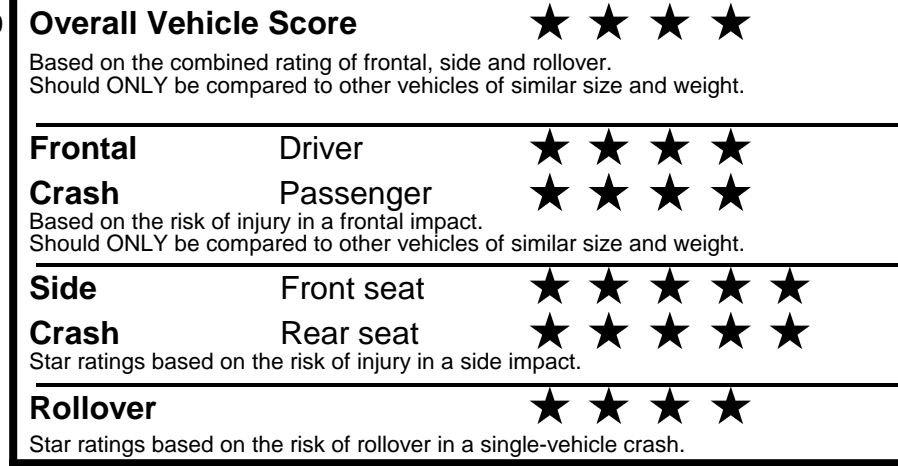 Overall Vehicle Score ★ ★ ★ ★
Based on the combined rating of frontal, side and rollover.
Should ONLY be compared to other vehicles of similar size and weight.
Frontal Driver ★ ★ ★ ★
Crash Passenger ★ ★ ★ ★
Based on the risk of injury in a frontal impact.
Should ONLY be compared to other vehicles of similar size and weight.
Side Front seat ★ ★ ★ ★ ★
Crash Rear seat ★ ★ ★ ★ ★
Star ratings based on the risk of injury in a side impact.
Rollover ★ ★ ★ ★
Star ratings based on the risk of rollover in a single-vehicle crash.